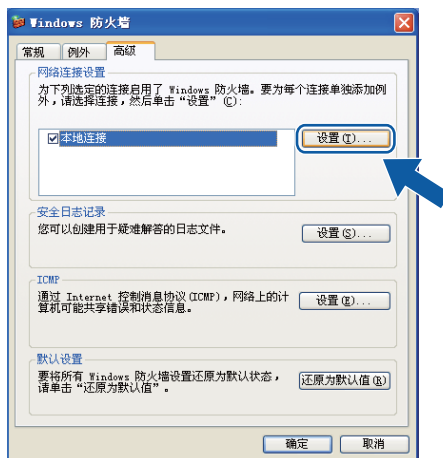 Windows 防火墙
常规 例外 高级
网络连接设置
为下列选定的连接启用了 Windows 防火墙。要为每个连接单独添加例
外，请选择连接，然后单击“设置”(C):
本地连接
设置(T)...
安全日志记录
您可以创建用于疑难解答的日志文件。
设置(S)...
ICMP
通过 Internet 控制消息协议(ICMP)，网络上的计
算机可能共享错误和状态信息。
设置(E)...
默认设置
要将所有 Windows 防火墙设置还原为默认状态，
请单击“还原为默认值”。
还原为默认值(R)
确定 取消